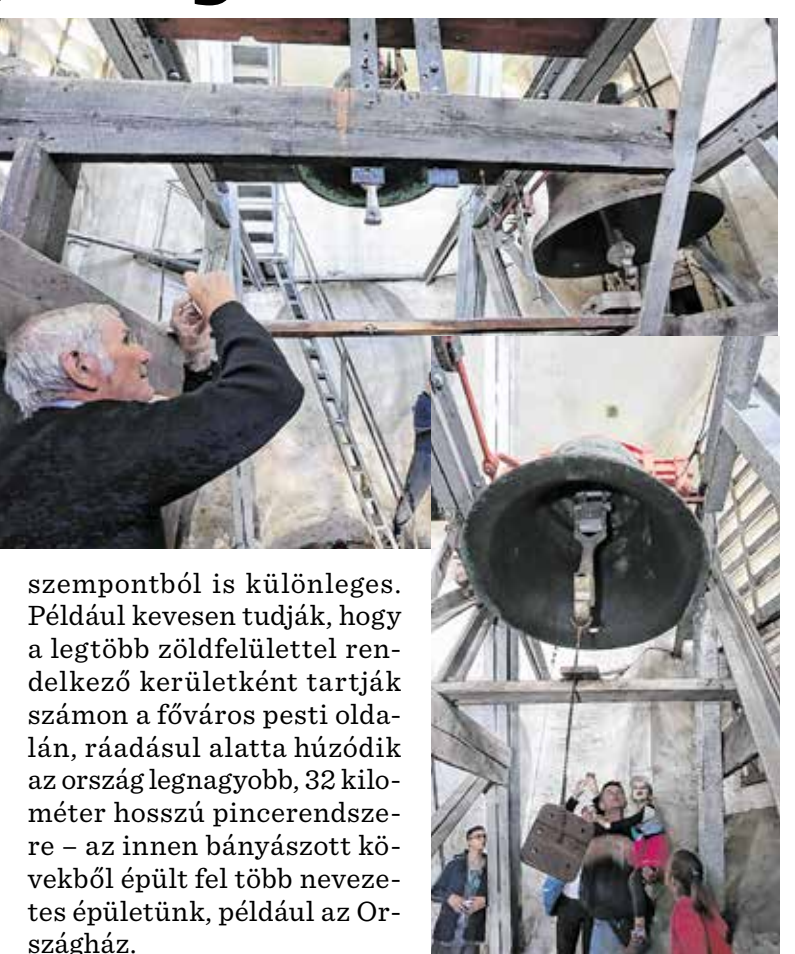 szempontból is különleges.
Például kevesen tudják, hogy
a legtöbb zöldfelülettel ren-
delkező kerületként tartják
számon a főváros pesti olda-
lán, ráadásul alatta húzódik
az ország legnagyobb, 32 kilo-
méter hosszú pincerendsze-
re – az innen bányászott kö-
vekből épült fel több neveze-
tes épületünk, például az Or-
szágház.